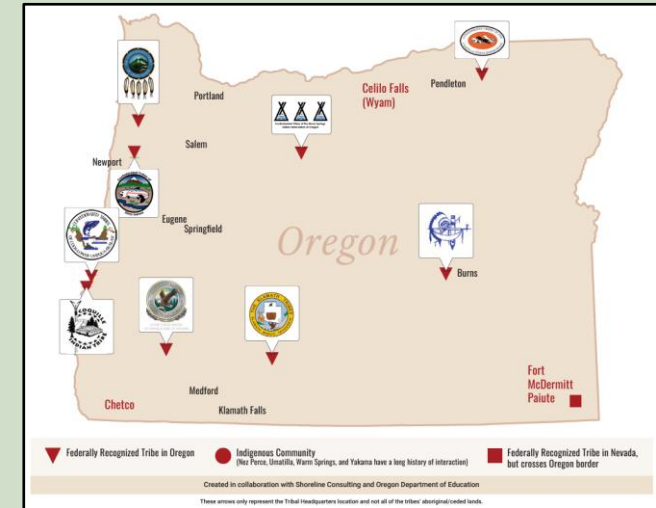 Portland
Celilo Falls
(Wyam)
Pendleton
Salem
Newport
Eugene
Springfield
Oregon
Burns
COQUILLE
INDIAN TRIBE
Medford
Klamath Falls
Chetco
Fort
McDermitt
Paiute
Federally Recognized Tribe in Oregon
Indigenous Community
(Nez Perce, Umatilla, Warm Springs, and Yakama have a long history of interaction)
Federally Recognized Tribe in Nevada,
but crosses Oregon border
Created in collaboration with Shoreline Consulting and Oregon Department of Education
These arrows only represent the Tribal Headquarters location and not all of the tribes' aboriginal/ceded lands.